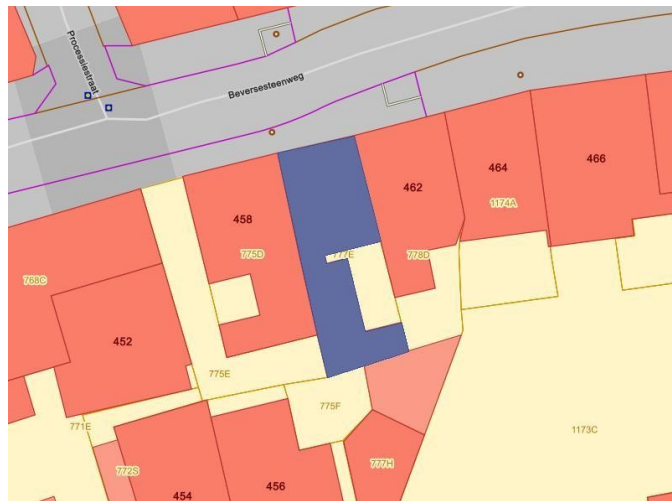 Processiestraat
Beversesteenweg
458
462
464
466
1174A
775D
777E
778D
768C
452
775E
775F
771E
1173C
772S
777H
454
456